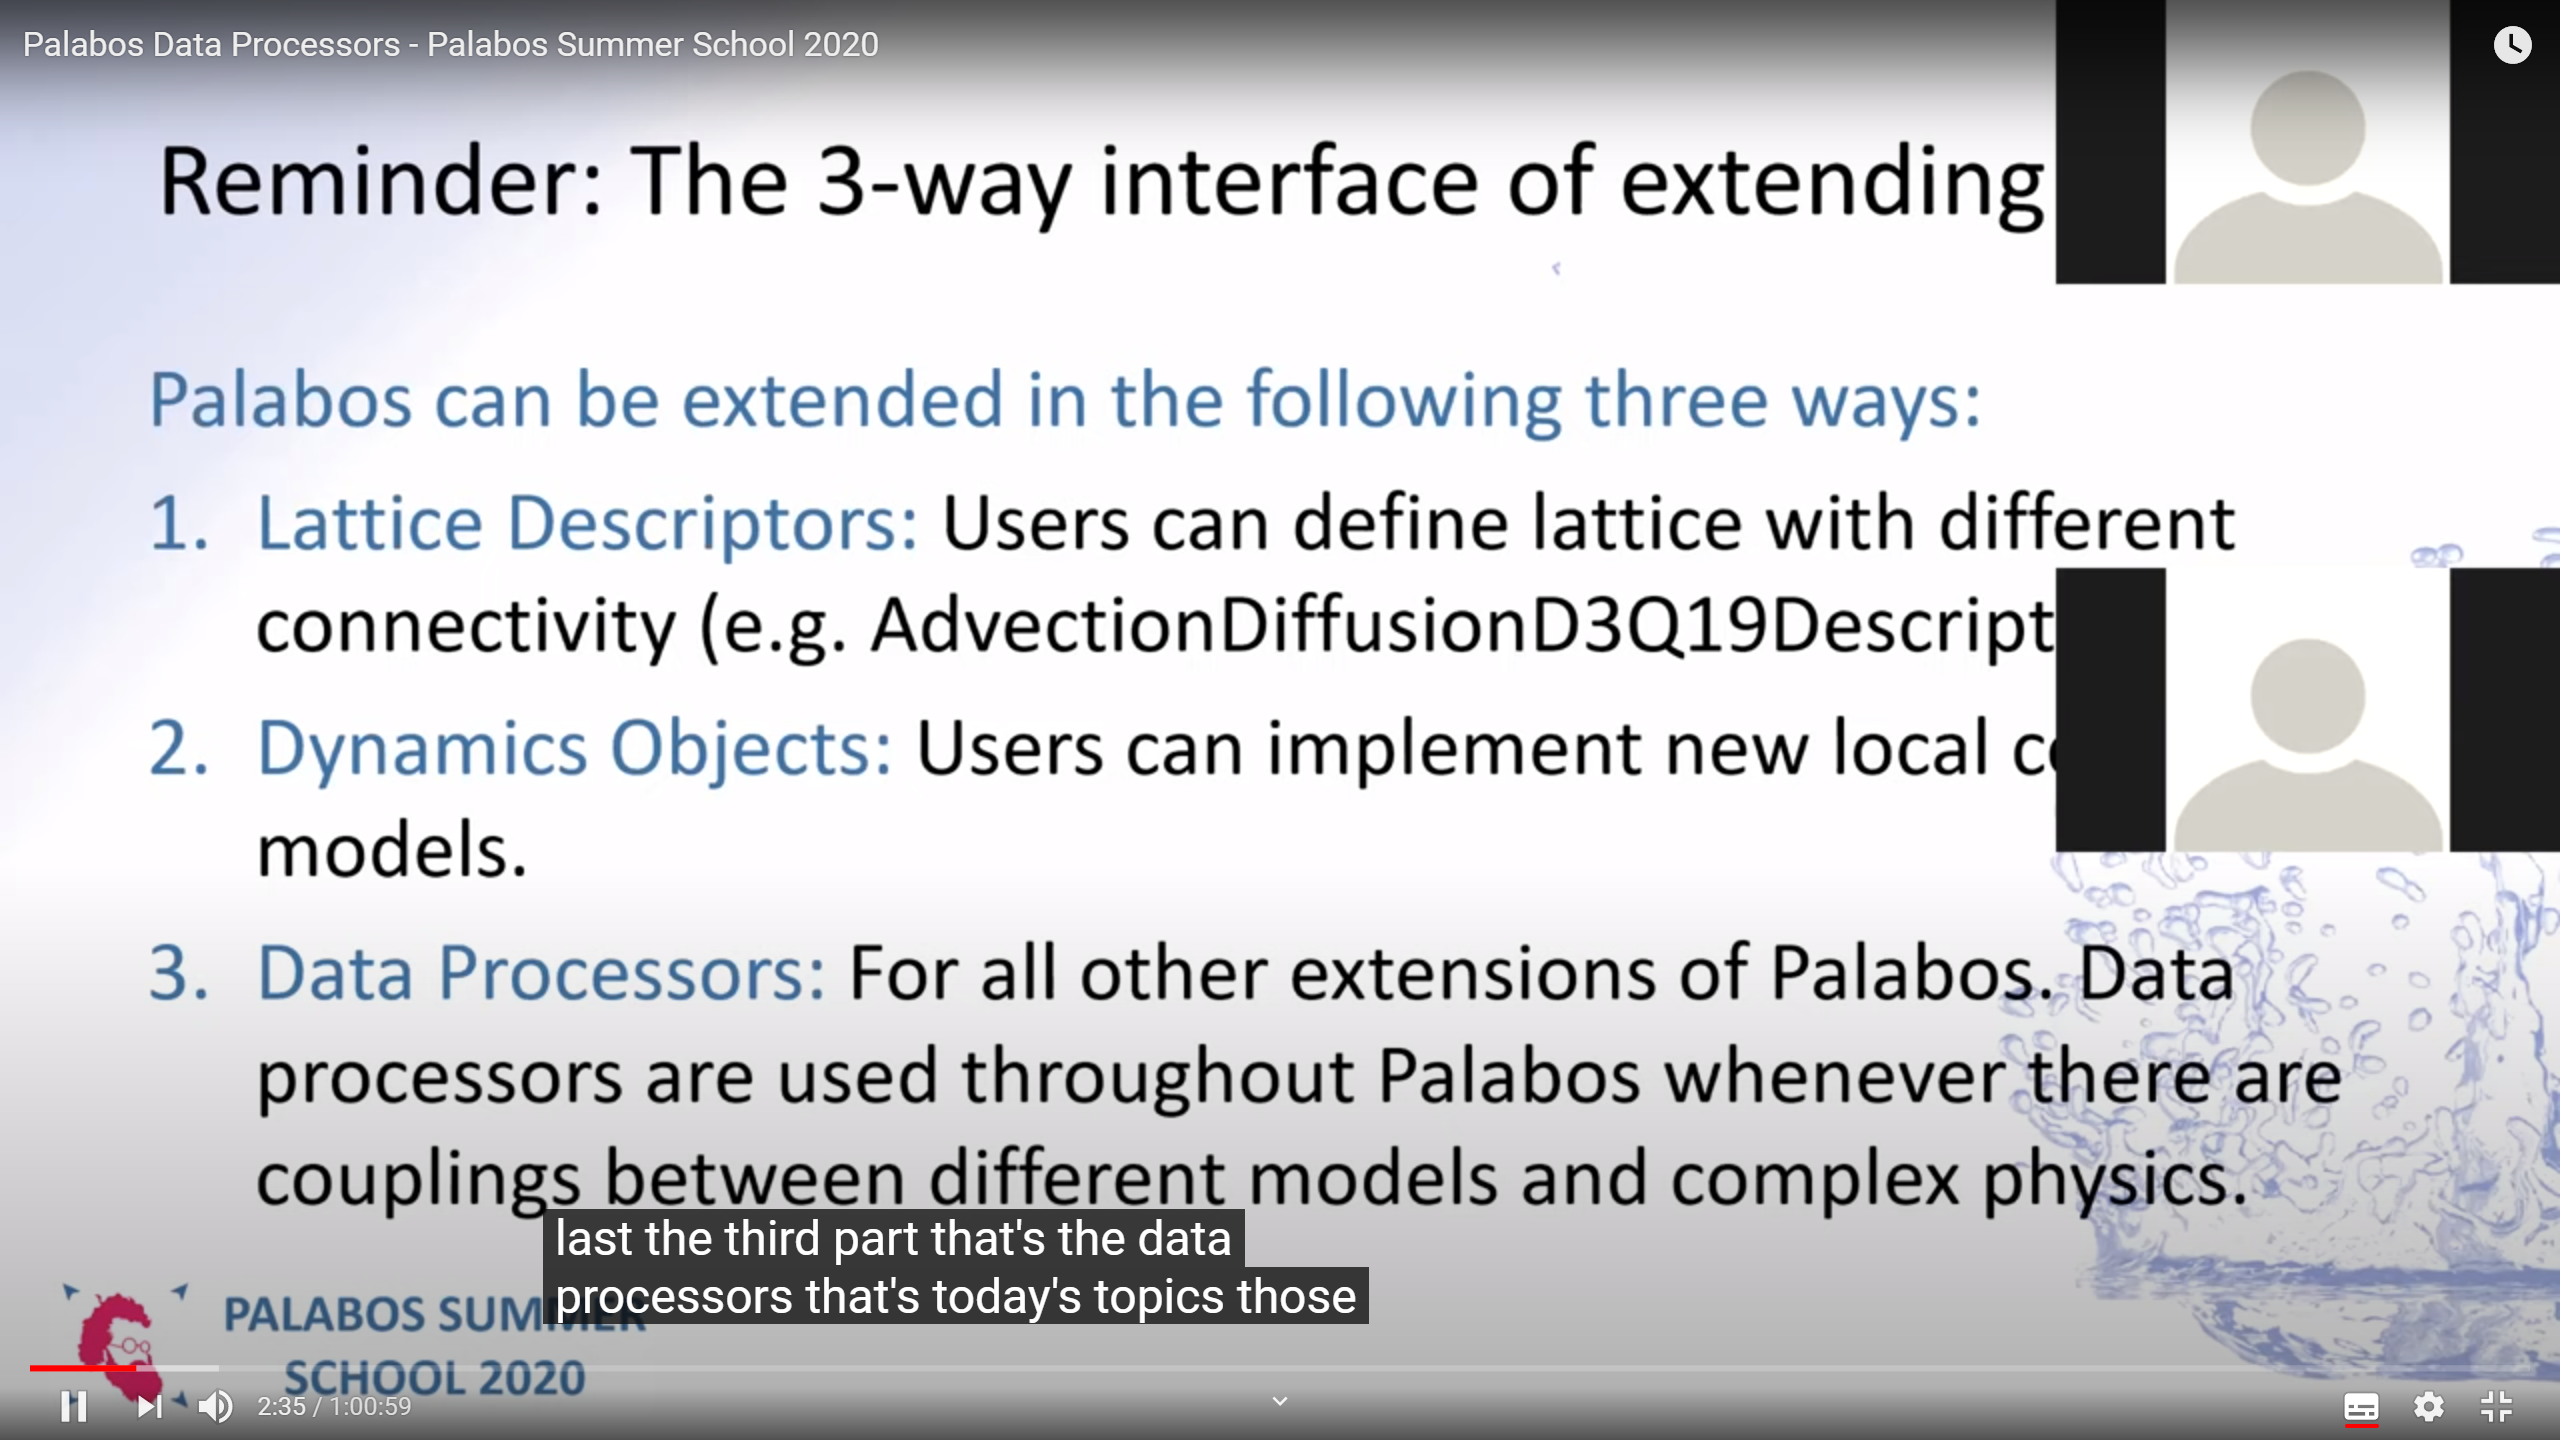 Palabos Data Processors - Palabos Summer School 2020
Reminder: The 3-way interface of extending
Palabos can be extended in the following three ways:
1. Lattice Descriptors: Users can define lattice with different
connectivity (e.g. AdvectionDiffusionD3Q19Descript
2. Dynamics Objects: Users can implement new local
models.
3. Data Processors: For all other extensions of Palabos. Data
processors are used throughout Palabos whenever there are
couplings between different models and complex physics.
last the third part that's the data
processors that's today's topics those
PALABOS SUMMER
SCHOOL 2020
2:35 / 1:00:59